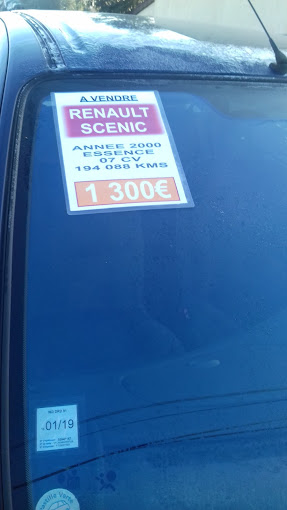 A VENDRE
RENAULT
SCENIC
ANNEE 2000
ESSENCE
07 CV
194 088 KMS
1 300€
01/19